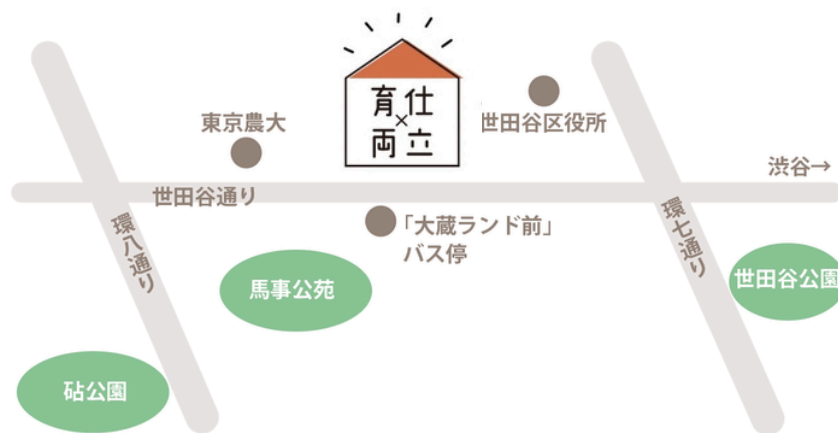 育仕
×
両立
東京農大
世田谷区役所
渋谷→
世田谷通り
「大蔵ランド前」
バス停
環八通り
環七通り
馬事公苑
世田谷公園
砧公園